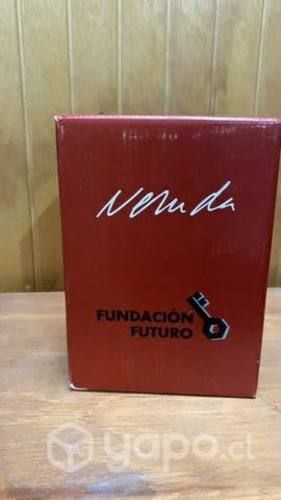 Neruda
FUNDACIÓN
FUTURO
yapo.cl